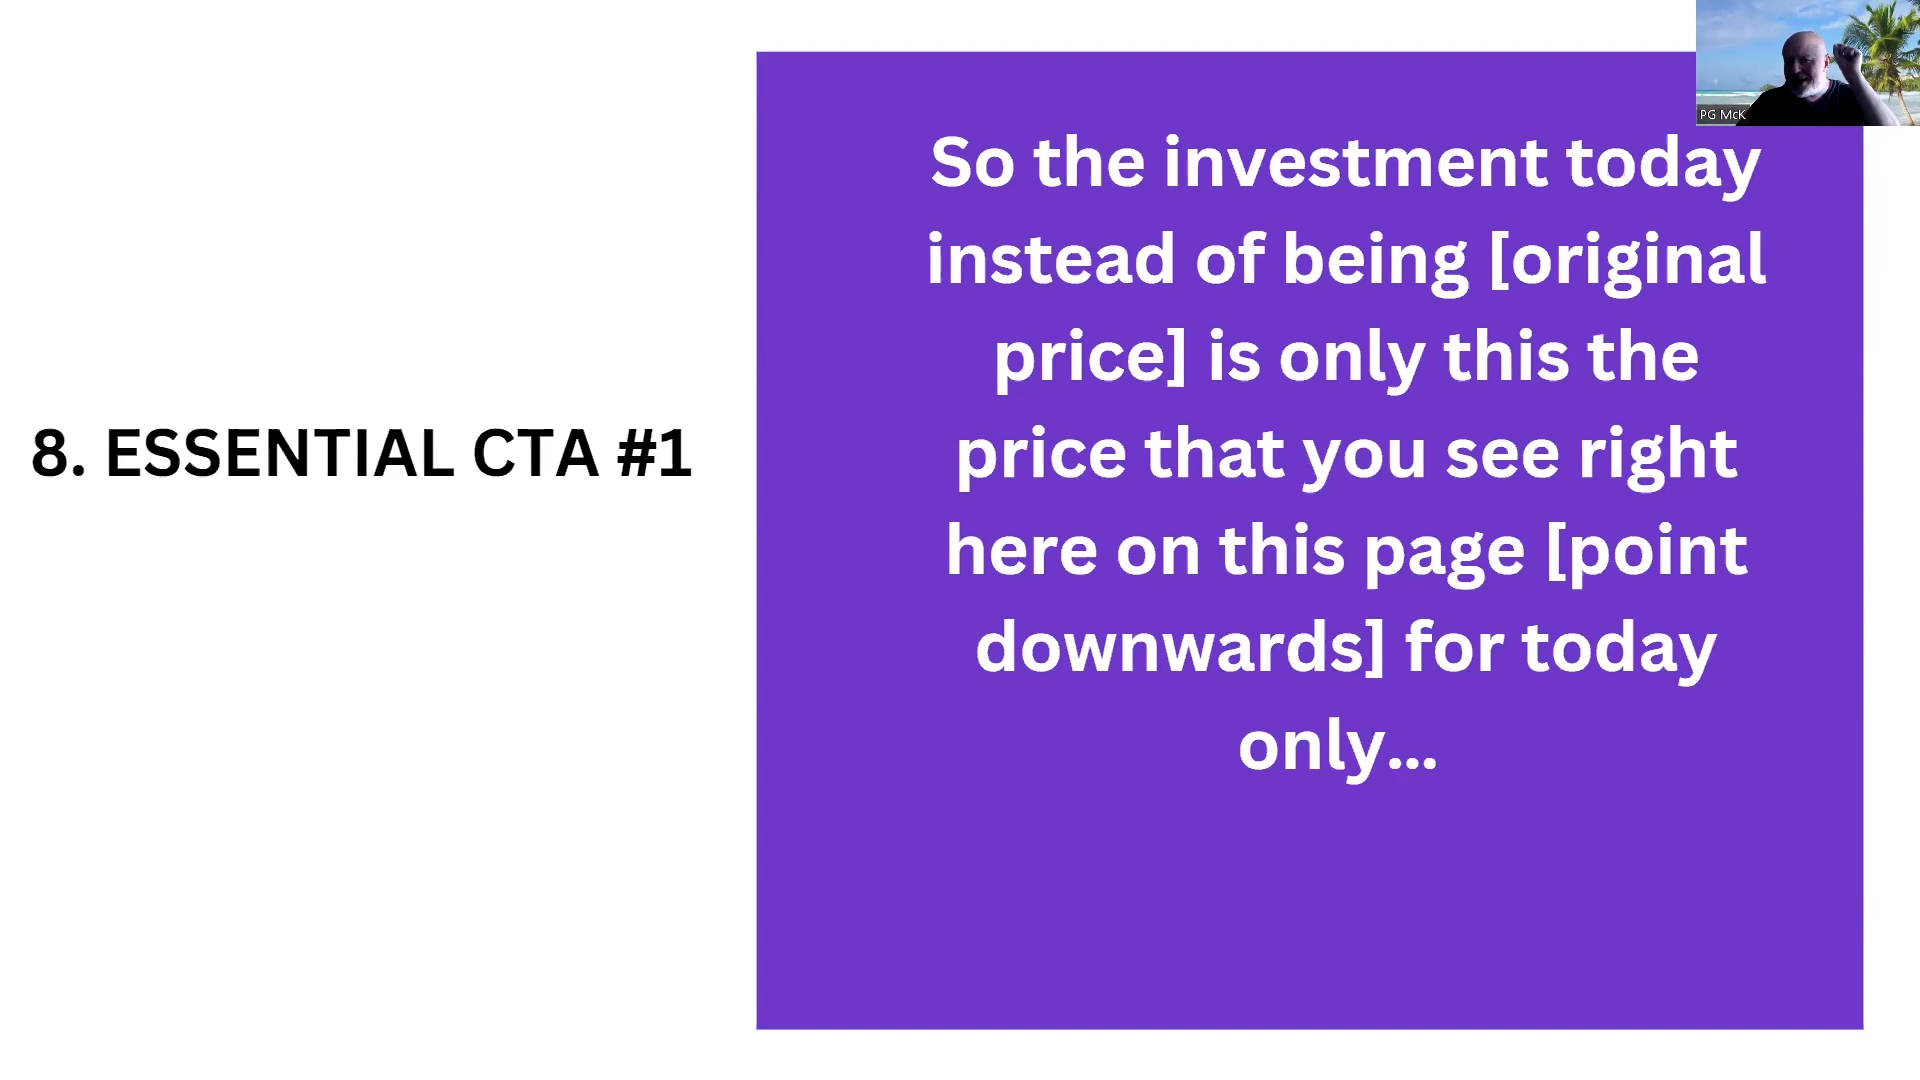 8. ESSENTIAL CTA #1
So the investment today
instead of being [original
price] is only this the
price that you see right
here on this page [point
downwards] for today
only...
PG McK